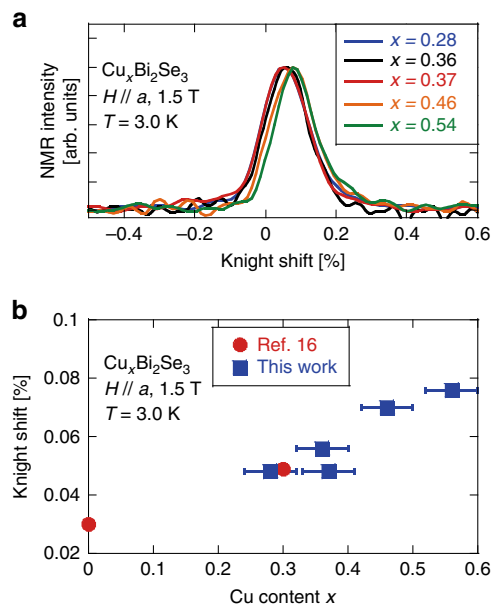 a
NMR intensity
[arb. units]
CuₓBi₂Se₃
H // a, 1.5 T
T = 3.0 K
x = 0.28
x = 0.36
x = 0.37
x = 0.46
x = 0.54
−0.4 −0.2 0 0.2 0.4 0.6
Knight shift [%]
b
Knight shift [%]
0.1
0.08
0.06
0.04
0.02
CuₓBi₂Se₃
H // a, 1.5 T
T = 3.0 K
Ref. 16
This work
0 0.1 0.2 0.3 0.4 0.5 0.6
Cu content x